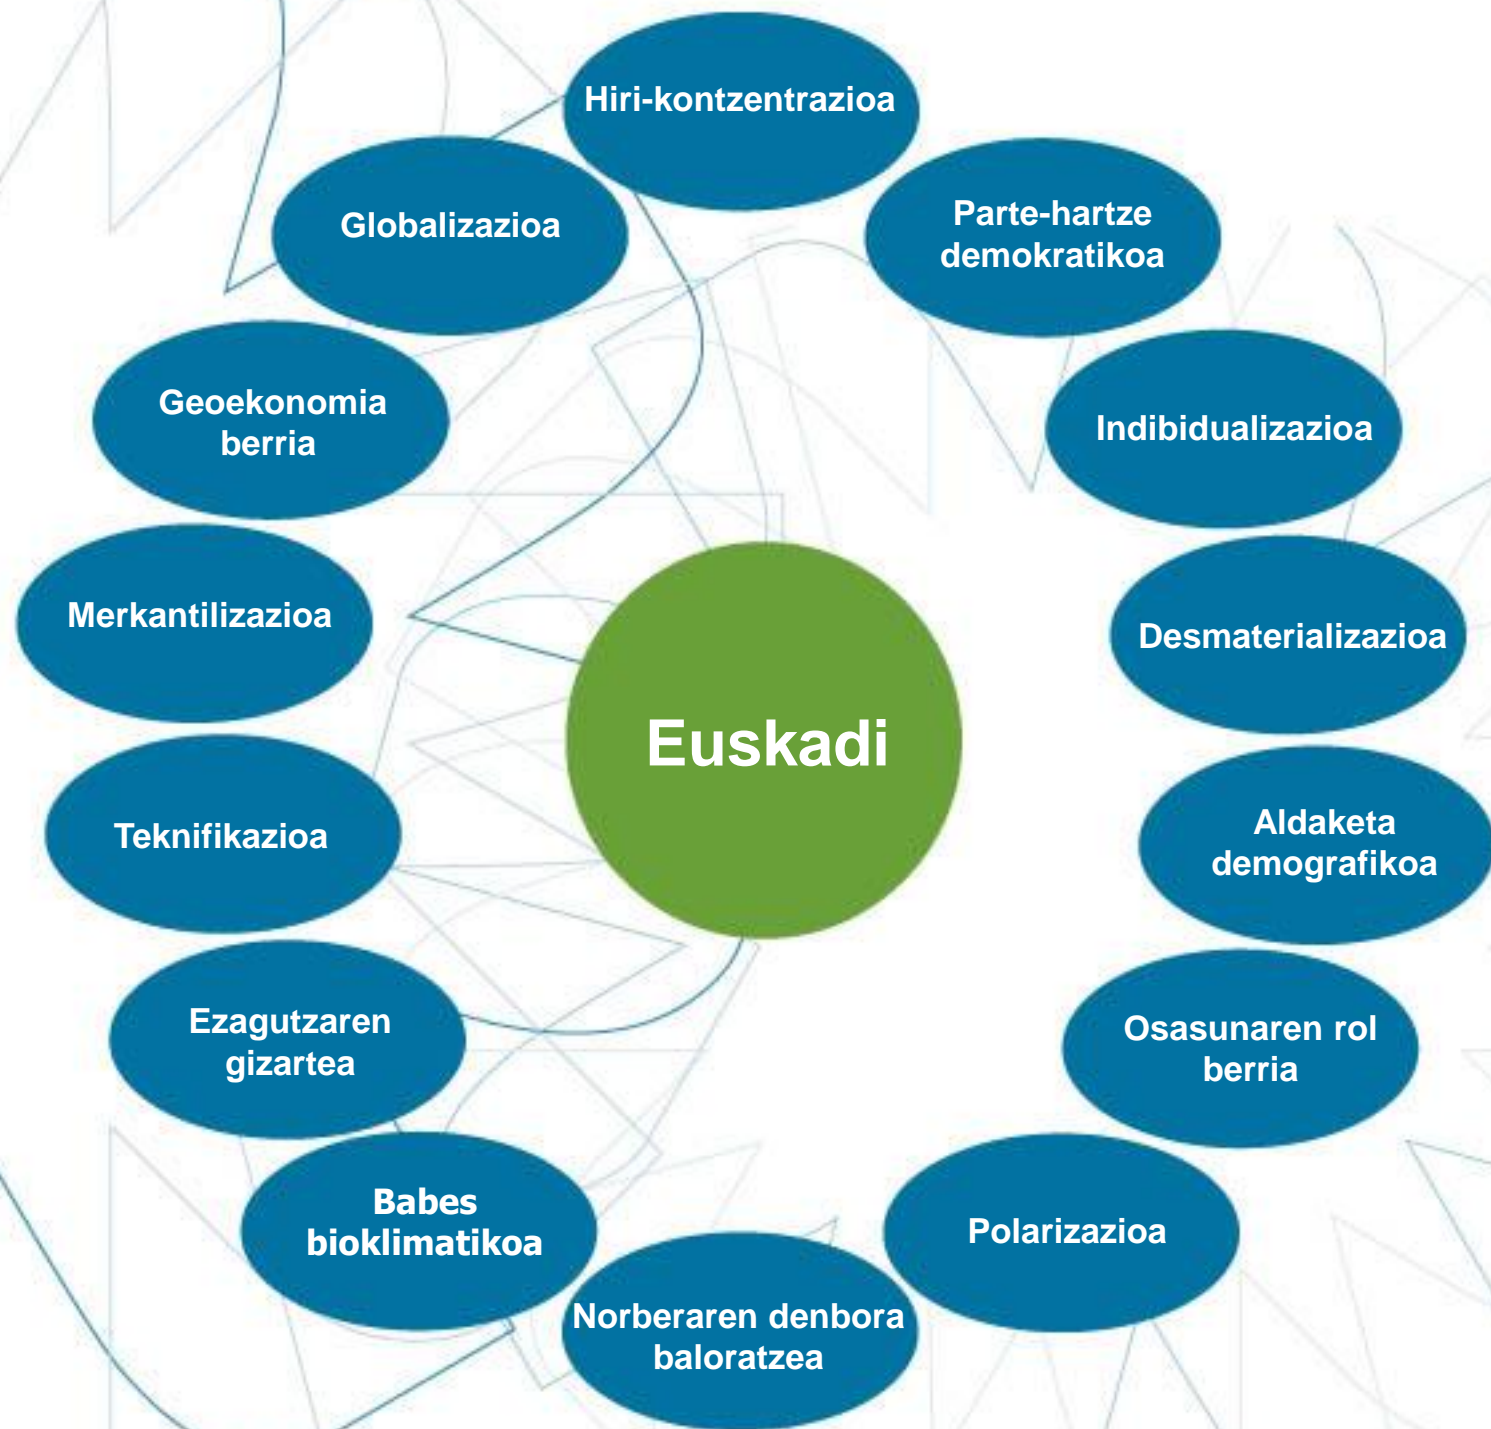 Hiri-kontzentrazioa
Globalizazioa
Parte-hartze
demokratikoa
Geoekonomia
berria
Indibidualizazioa
Merkantilizazioa
Desmaterializazioa
Euskadi
Teknifikazioa
Aldaketa
demografikoa
Ezagutzaren
gizartea
Osasunaren rol
berria
Babes
bioklimatikoa
Polarizazioa
Norberaren denbora
baloratzea